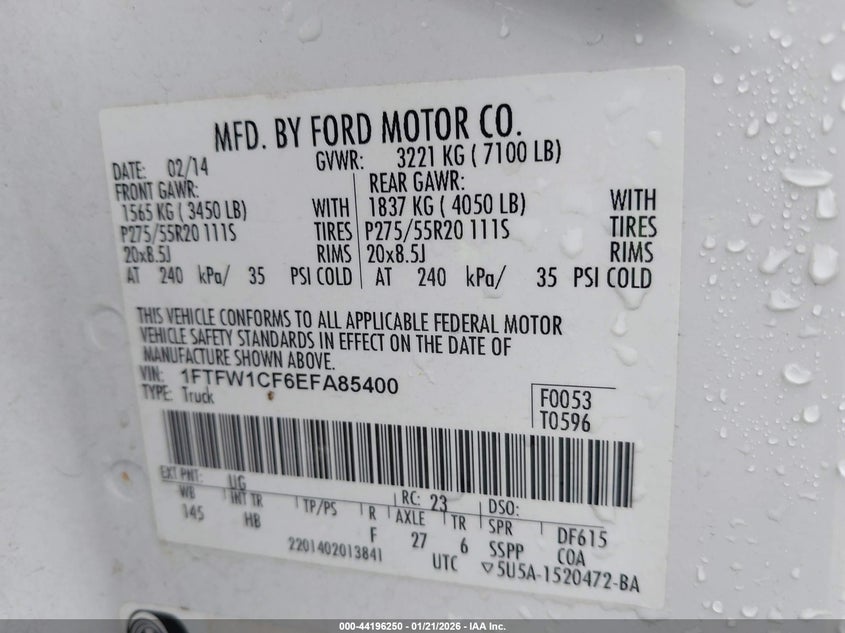 MFD. BY FORD MOTOR CO.
DATE: 02/14 GVWR: 3221 KG ( 7100 LB)
FRONT GAWR: REAR GAWR:
1565 KG ( 3450 LB) WITH 1837 KG ( 4050 LB) WITH
P275/55R20 111S TIRES P275/55R20 111S TIRES
20x8.5J RIMS 20x8.5J RIMS
AT 240 kPa/ 35 PSI COLD AT 240 kPa/ 35 PSI COLD
THIS VEHICLE CONFORMS TO ALL APPLICABLE FEDERAL MOTOR
VEHICLE SAFETY STANDARDS IN EFFECT ON THE DATE OF
MANUFACTURE SHOWN ABOVE.
VIN: 1FTFW1CF6EFA85400
TYPE: Truck
F0053
T0596
EXT PNT: UG RC: 23 DSO:
WB INT TR TP/PS R AXLE TR SPR DF615
145 HB F 27 6 SSPP COA
2201402013841 UTC ▽5U5A-1520472-BA
000-44196250 - 01/21/2026 - IAA Inc.